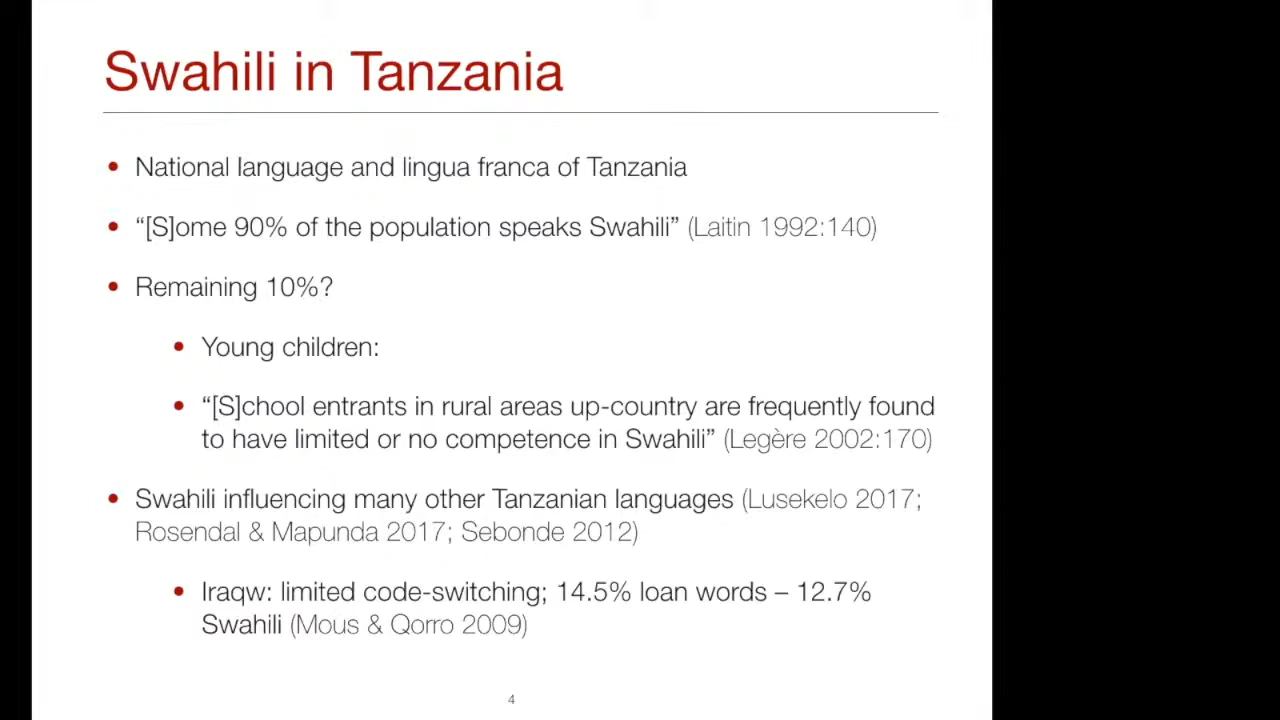 Swahili in Tanzania
• National language and lingua franca of Tanzania
• “[S]ome 90% of the population speaks Swahili” (Laitin 1992:140)
• Remaining 10%?
• Young children:
• “[S]chool entrants in rural areas up-country are frequently found
to have limited or no competence in Swahili” (Legère 2002:170)
• Swahili influencing many other Tanzanian languages (Lusekelo 2017;
Rosendal & Mapunda 2017; Sebonde 2012)
• Iraqw: limited code-switching; 14.5% loan words – 12.7%
Swahili (Mous & Qorro 2009)
4